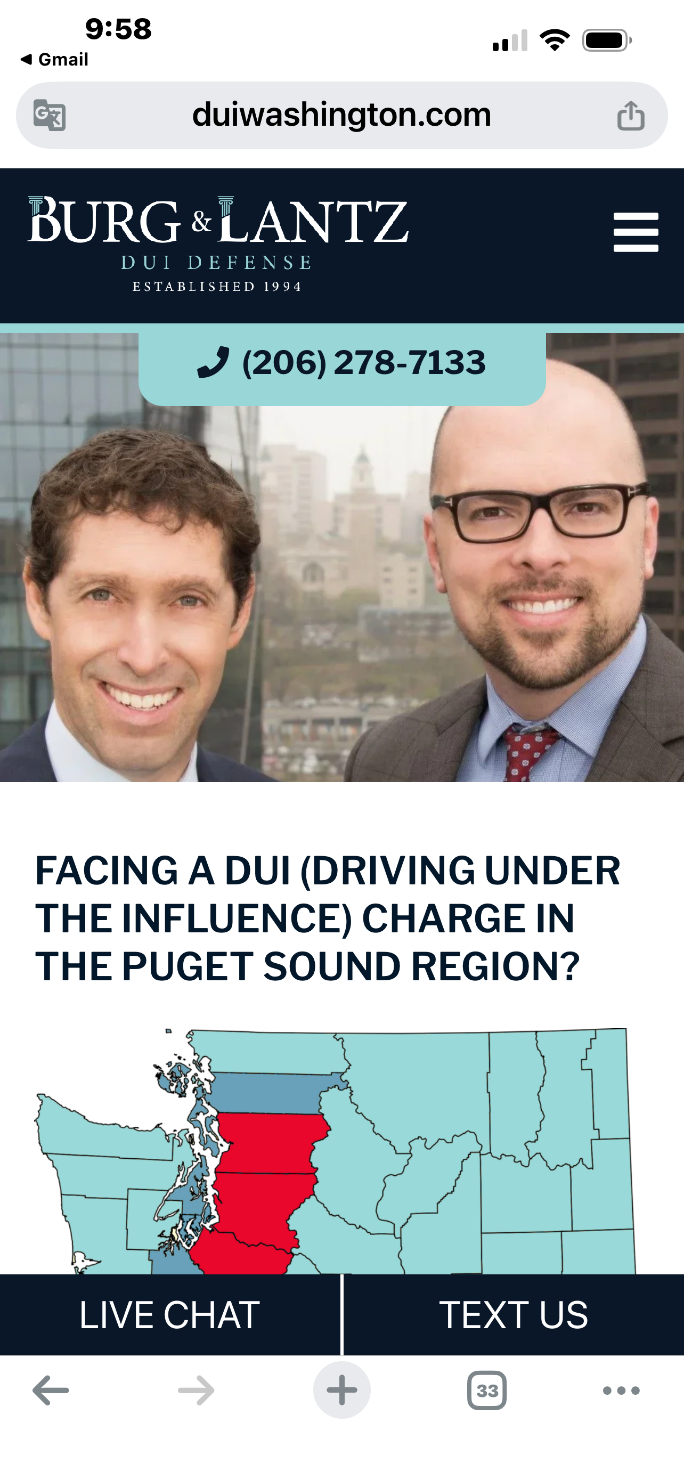 9:58
◀ Gmail
duiwashington.com
BURG & LANTZ
DUI DEFENSE
ESTABLISHED 1994
(206) 278-7133
FACING A DUI (DRIVING UNDER
THE INFLUENCE) CHARGE IN
THE PUGET SOUND REGION?
LIVE CHAT
TEXT US
33